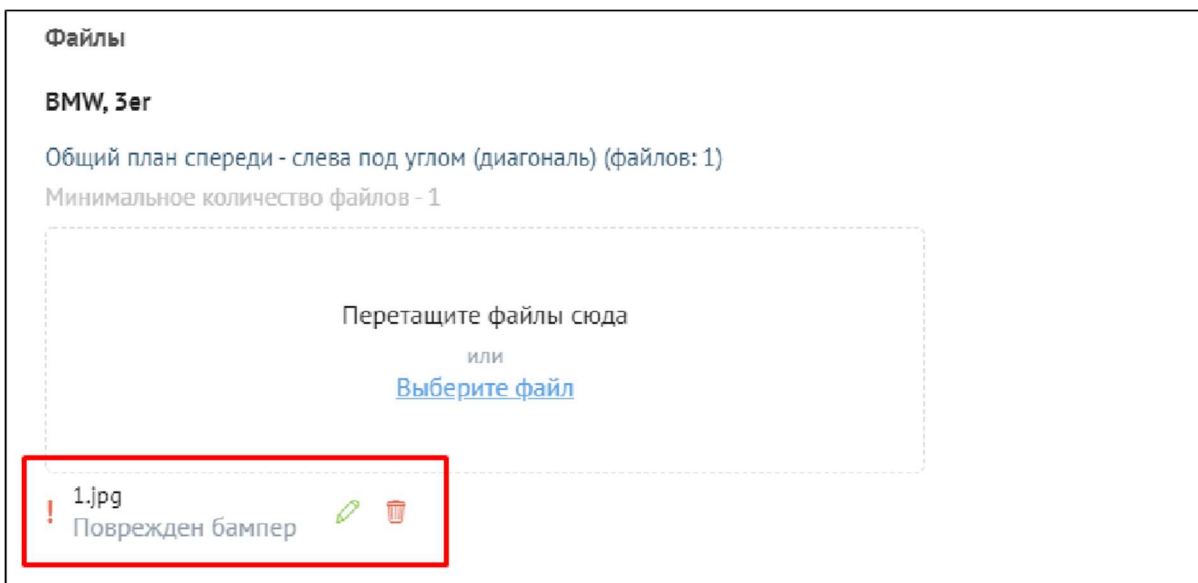 Файлы
BMW, 3er
Общий план спереди - слева под углом (диагональ) (файлов: 1)
Минимальное количество файлов - 1
Перетащите файлы сюда
или
Выберите файл
! 1.jpg
Поврежден бампер